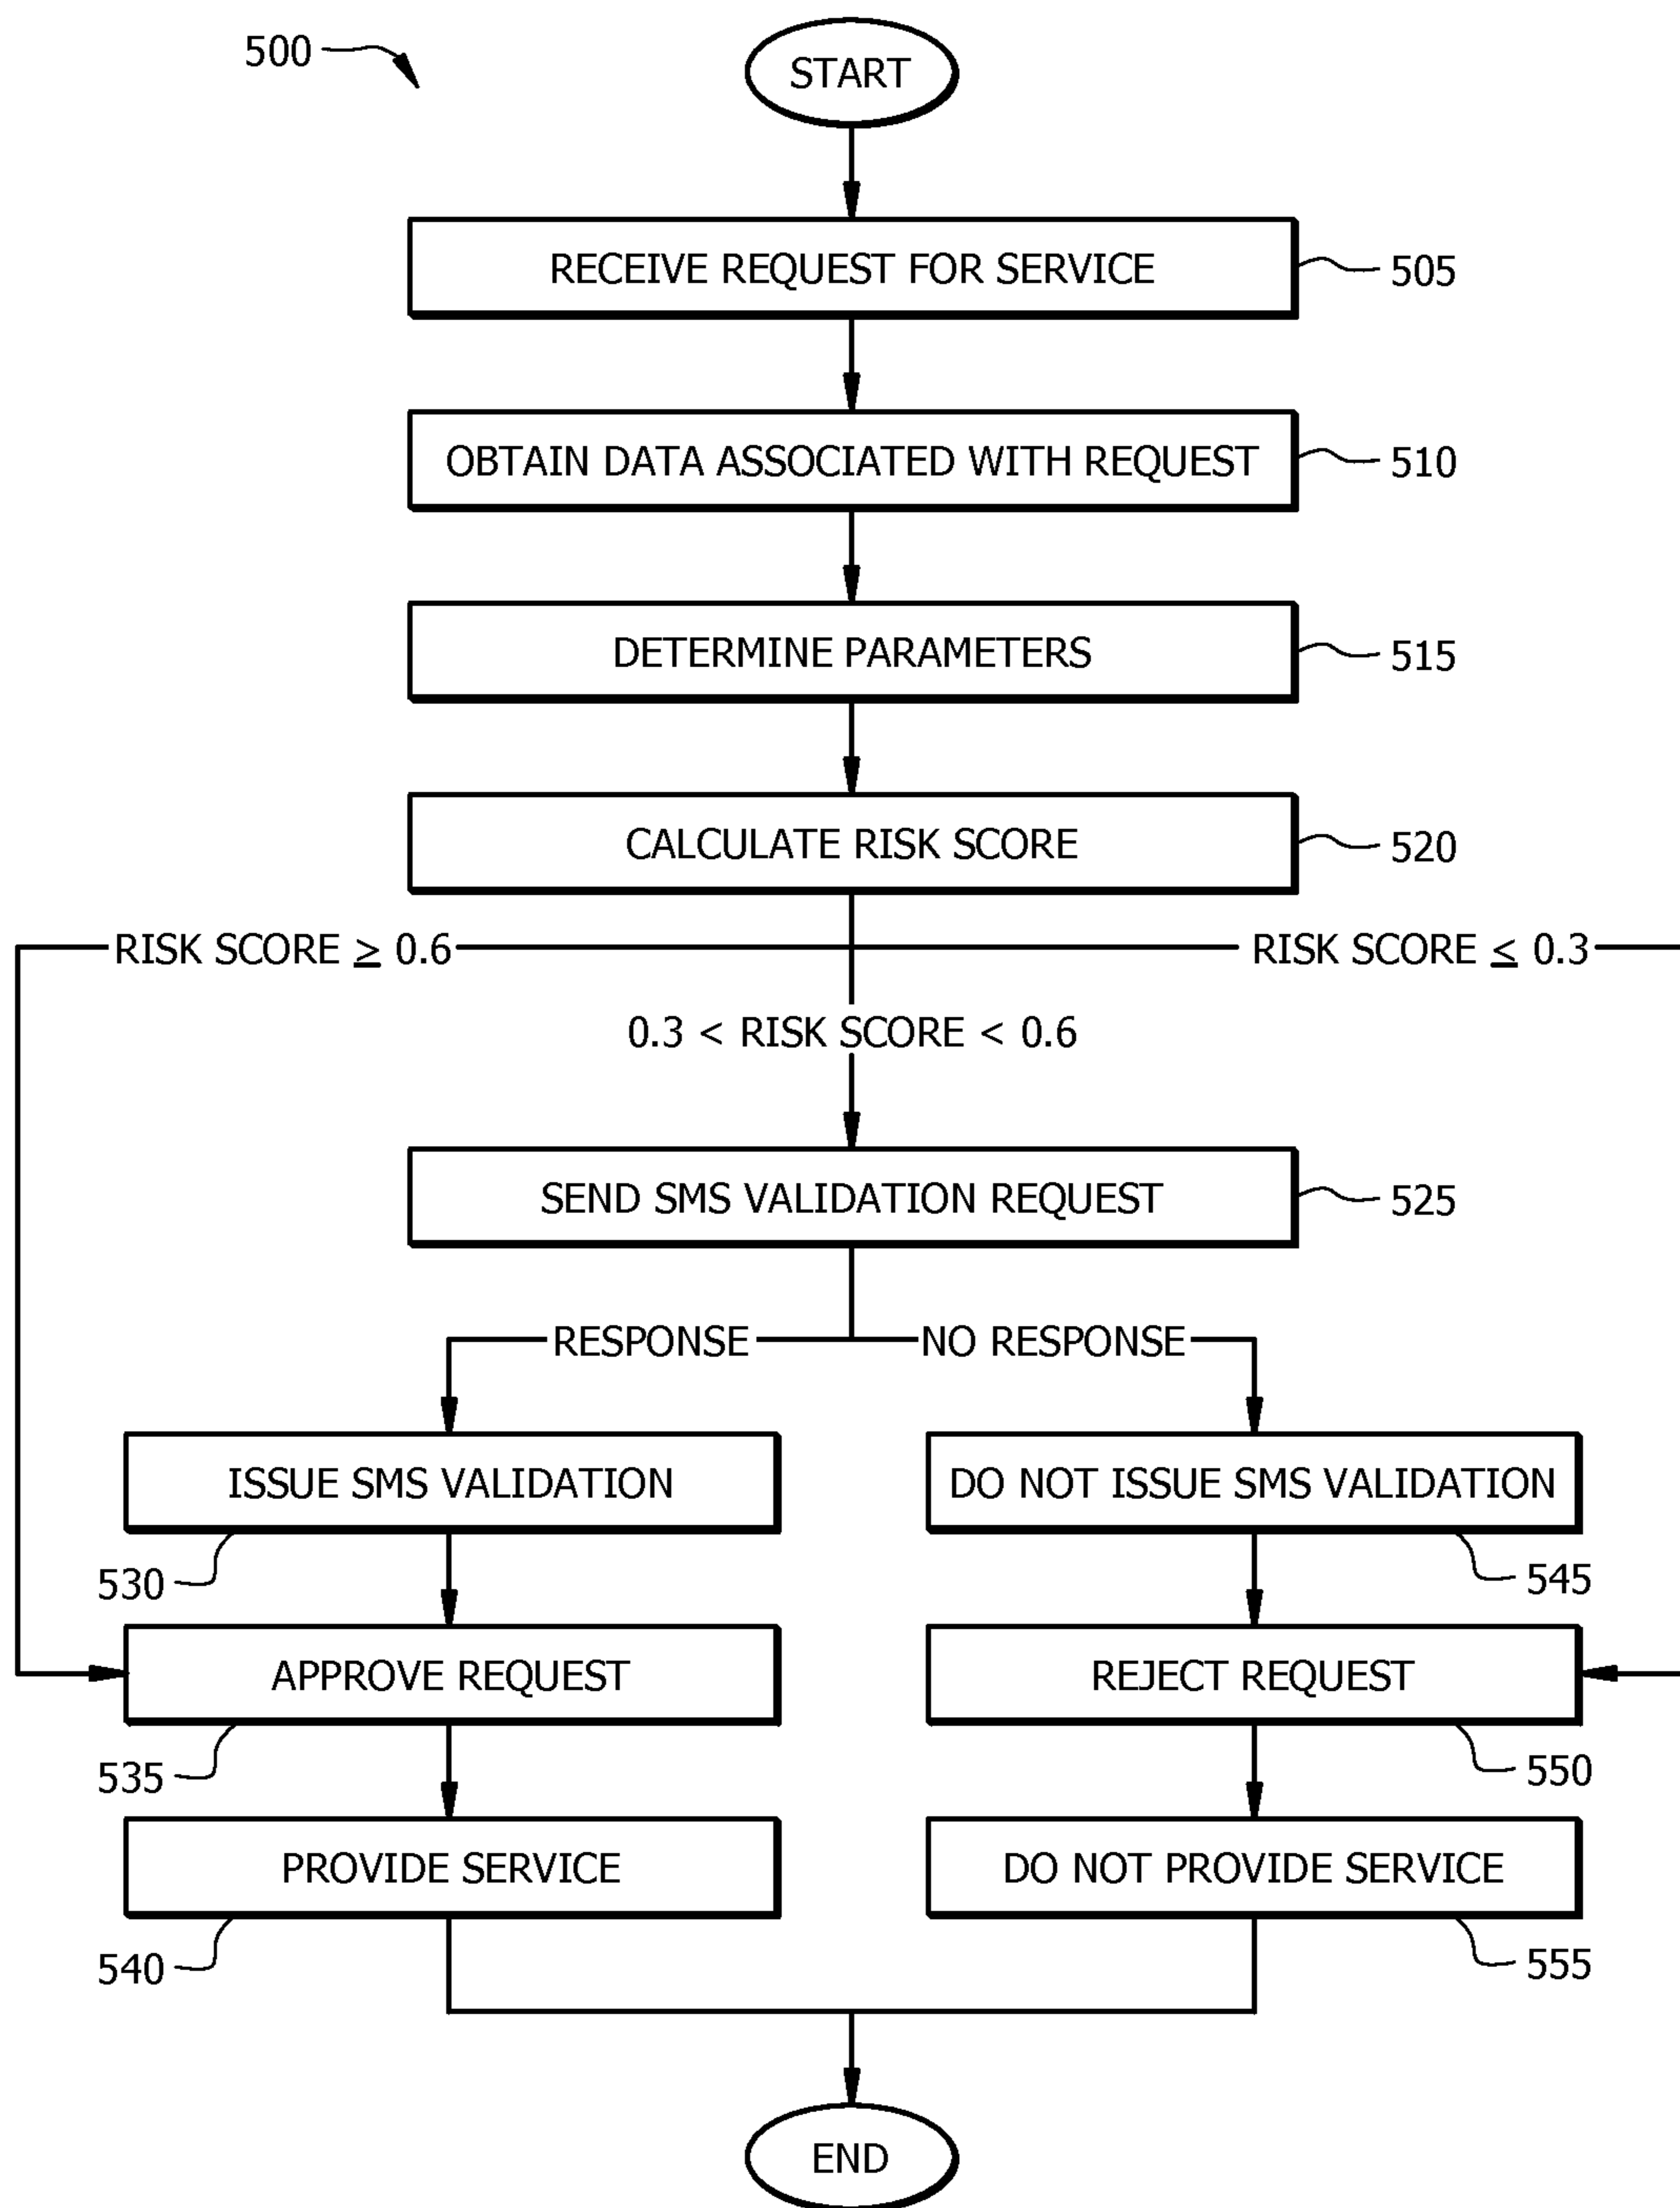 500
START
RECEIVE REQUEST FOR SERVICE
505
OBTAIN DATA ASSOCIATED WITH REQUEST
510
DETERMINE PARAMETERS
515
CALCULATE RISK SCORE
520
RISK SCORE ≥ 0.6
RISK SCORE ≤ 0.3
0.3 < RISK SCORE < 0.6
SEND SMS VALIDATION REQUEST
525
RESPONSE
NO RESPONSE
ISSUE SMS VALIDATION
DO NOT ISSUE SMS VALIDATION
530
545
APPROVE REQUEST
REJECT REQUEST
535
550
PROVIDE SERVICE
DO NOT PROVIDE SERVICE
540
555
END